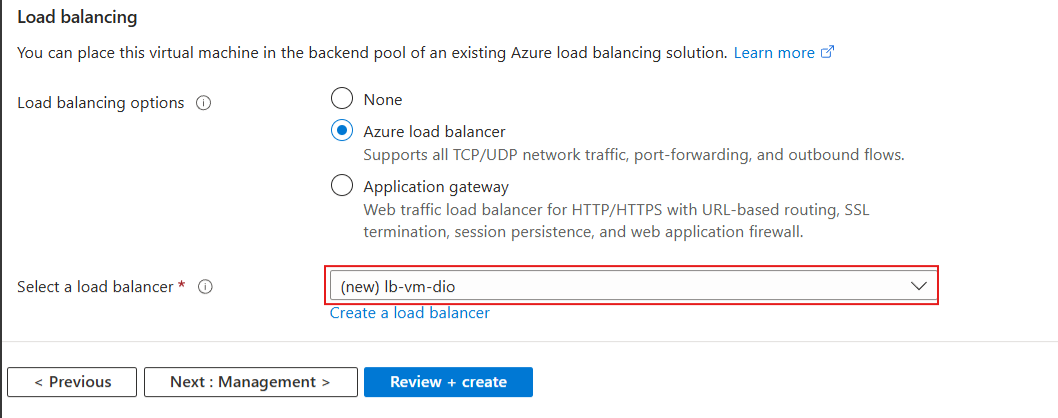 Load balancing
You can place this virtual machine in the backend pool of an existing Azure load balancing solution. Learn more
Load balancing options
None
Azure load balancer
Supports all TCP/UDP network traffic, port-forwarding, and outbound flows.
Application gateway
Web traffic load balancer for HTTP/HTTPS with URL-based routing, SSL
termination, session persistence, and web application firewall.
Select a load balancer *
(new) lb-vm-dio
Create a load balancer
< Previous
Next : Management >
Review + create